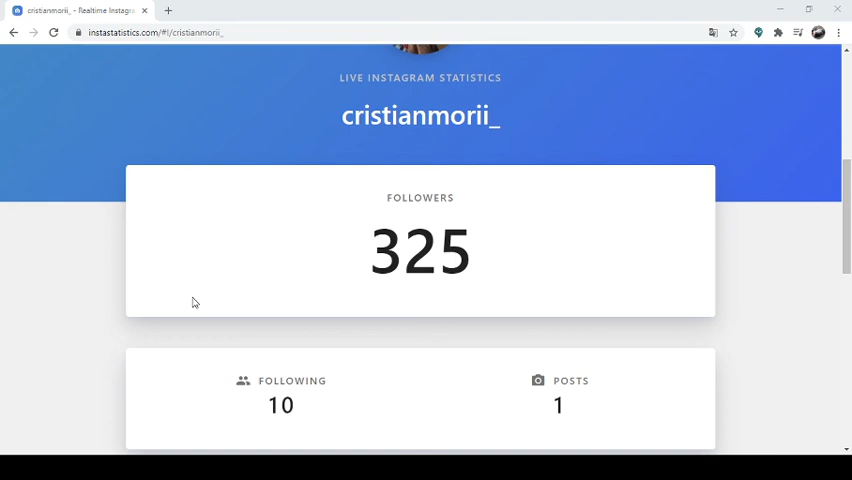 cristianmorii_ - Realtime Instagra
instastatistics.com/#!/cristianmorii_
LIVE INSTAGRAM STATISTICS
cristianmorii_
FOLLOWERS
325
FOLLOWING
POSTS
10
1